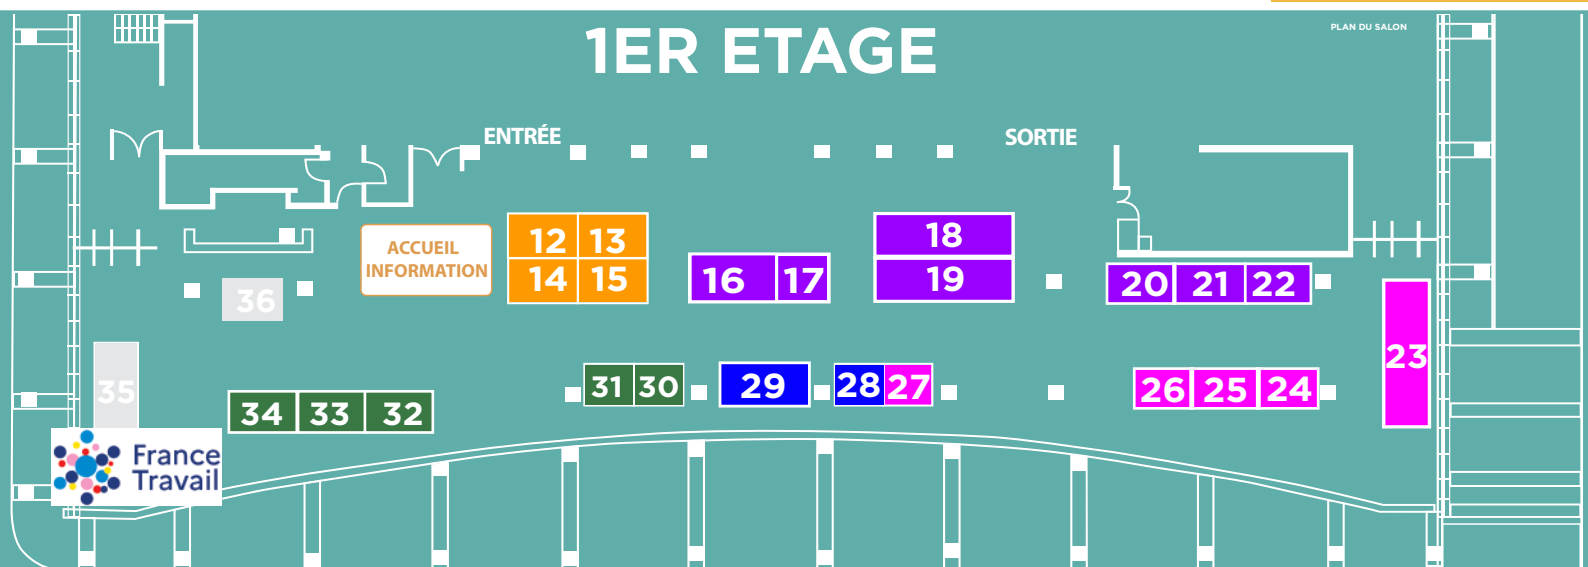 1ER ETAGE
PLAN DU SALON
ENTRÉE
SORTIE
ACCUEIL
INFORMATION
12 13
14 15
16 17
18
19
20 21 22
23
36
35
34 33 32
31 30
29
28 27
26 25 24
France
Travail